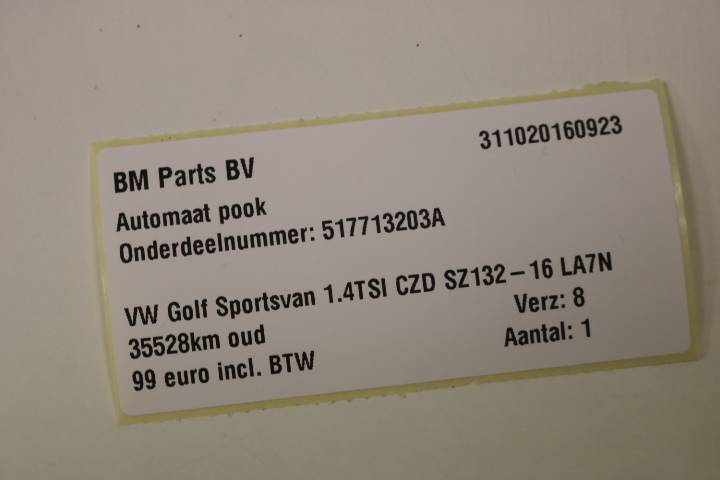 311020160923
BM Parts BV
Automaat pook
Onderdeelnummer: 517713203A
VW Golf Sportsvan 1.4TSI CZD SZ132-16 LA7N
35528km oud
Verz: 8
99 euro incl. BTW
Aantal: 1